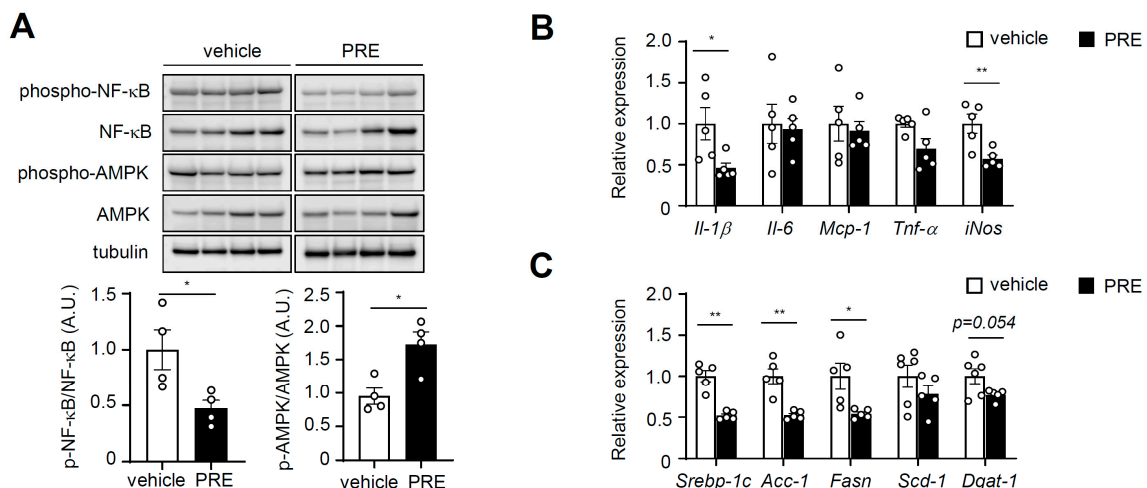 A
vehicle PRE
phospho-NF-κB
NF-κB
phospho-AMPK
AMPK
tubulin
p-NF-κB/NF-κB (A.U.)
1.5
1.0
0.5
0
*
vehicle PRE
p-AMPK/AMPK (A.U.)
2.5
2.0
1.5
1.0
0.5
0
*
vehicle PRE
B
vehicle PRE
Relative expression
2.0
1.5
1.0
0.5
0
* **
Il-1β Il-6 Mcp-1 Tnf-α iNos
C
vehicle PRE
Relative expression
2.0
1.5
1.0
0.5
0
** ** * p=0.054
Srebp-1c Acc-1 Fasn Scd-1 Dgat-1